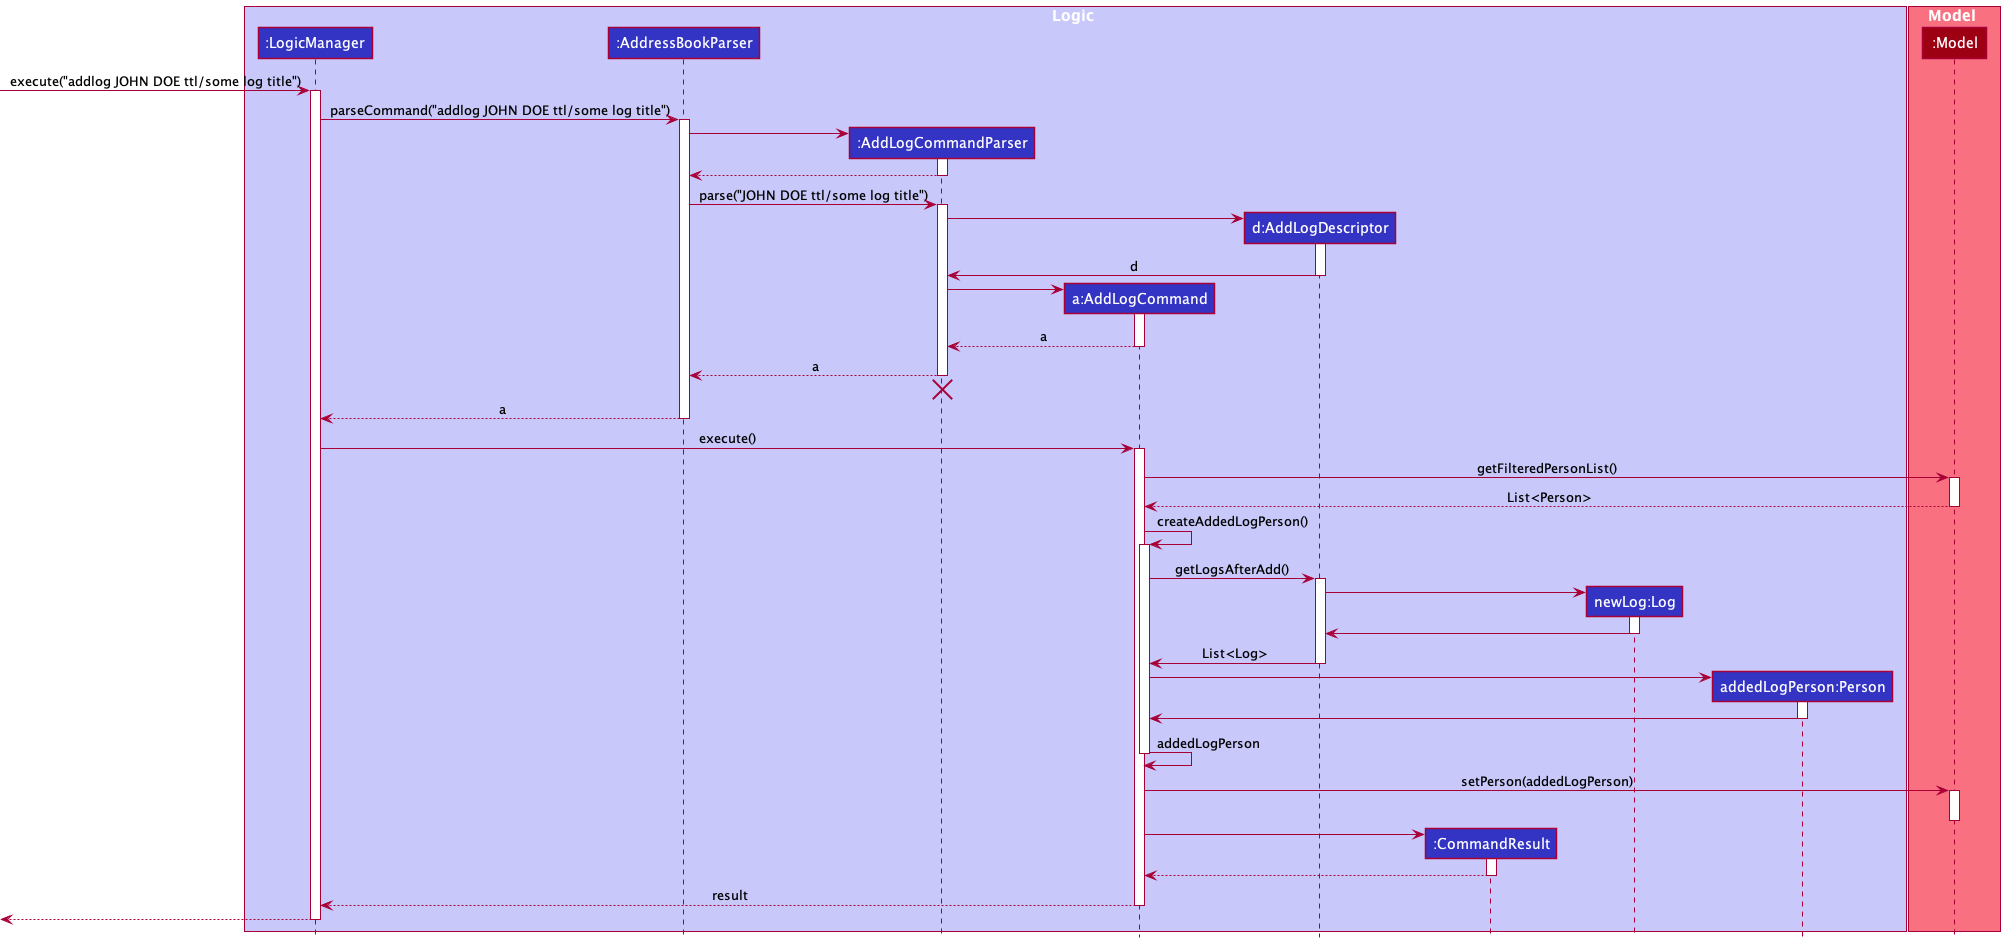 Logic
Model
:LogicManager
:AddressBookParser
:Model
execute("addlog JOHN DOE ttl/some log title")
parseCommand("addlog JOHN DOE ttl/some log title")
:AddLogCommandParser
parse("JOHN DOE ttl/some log title")
d:AddLogDescriptor
d
a:AddLogCommand
a
a
a
execute()
getFilteredPersonList()
List<Person>
createAddedLogPerson()
getLogsAfterAdd()
newLog:Log
List<Log>
addedLogPerson:Person
addedLogPerson
setPerson(addedLogPerson)
:CommandResult
result